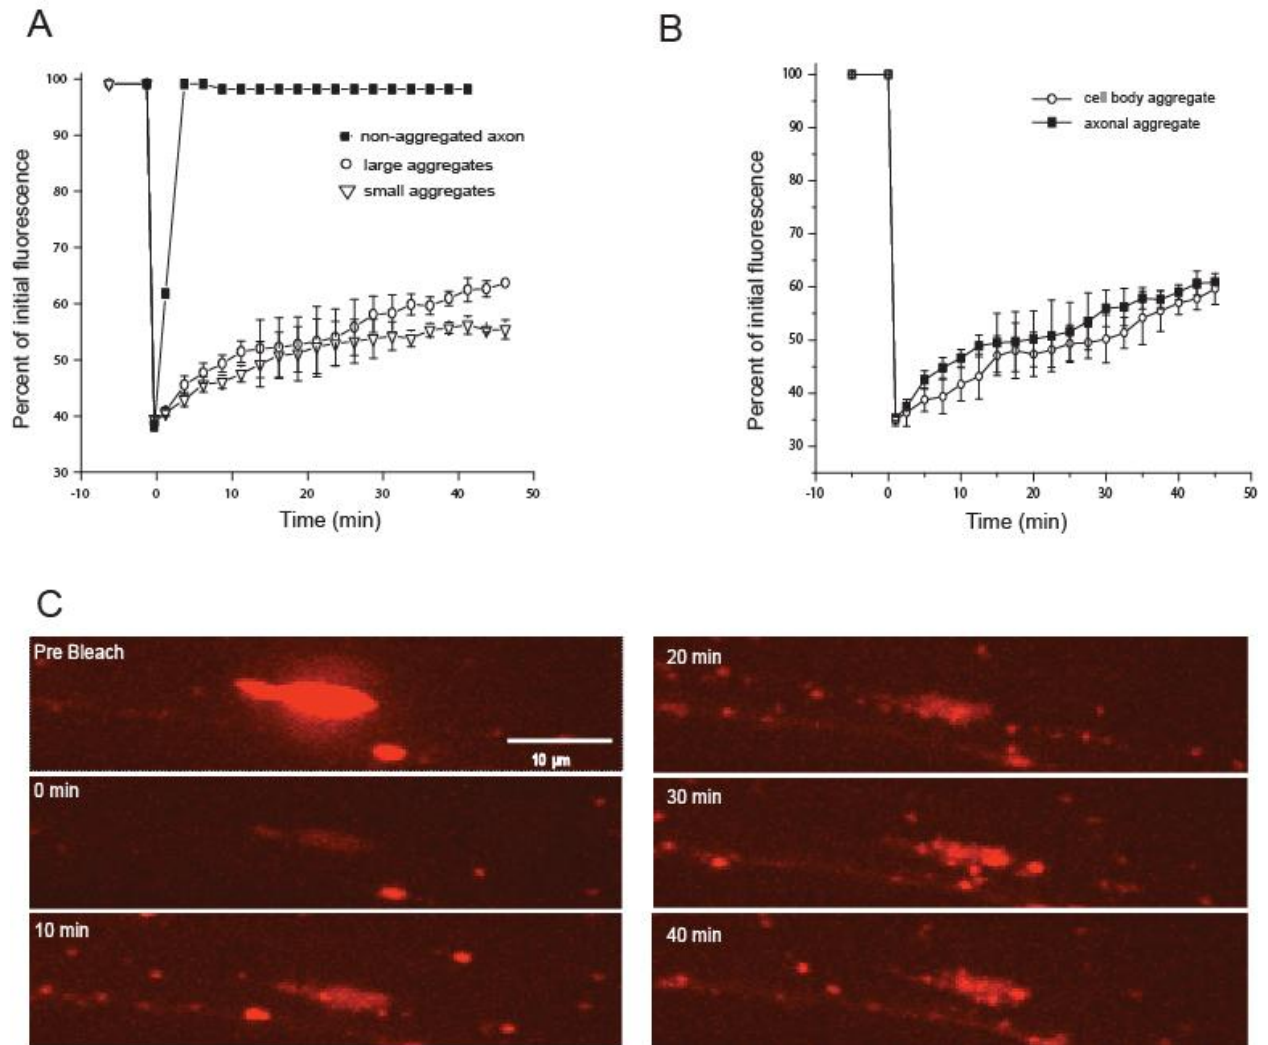 A
Percent of initial fluorescence
100
90
80
70
60
50
40
30
-10 0 10 20 30 40 50
Time (min)
non-aggregated axon
large aggregates
small aggregates
B
Percent of initial fluorescence
100
90
80
70
60
50
40
30
-10 0 10 20 30 40 50
Time (min)
cell body aggregate
axonal aggregate
C
Pre Bleach
10 µm
0 min
10 min
20 min
30 min
40 min